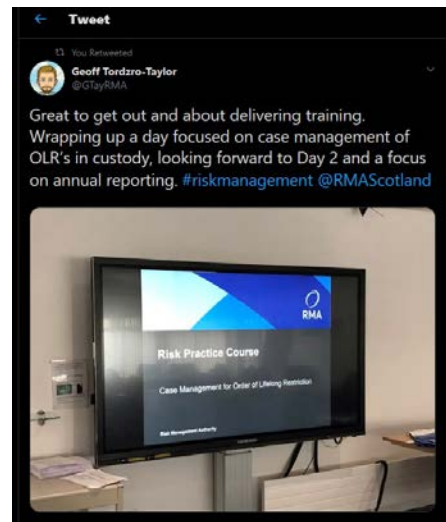 Tweet
You Retweeted
Geoff Tordzro-Taylor
@GTayRMA
Great to get out and about delivering training.
Wrapping up a day focused on case management of
OLR's in custody, looking forward to Day 2 and a focus
on annual reporting. #riskmanagement @RMAScotland
RMA
Risk Practice Course
Case Management for Order of Lifelong Restriction
Risk Management Authority